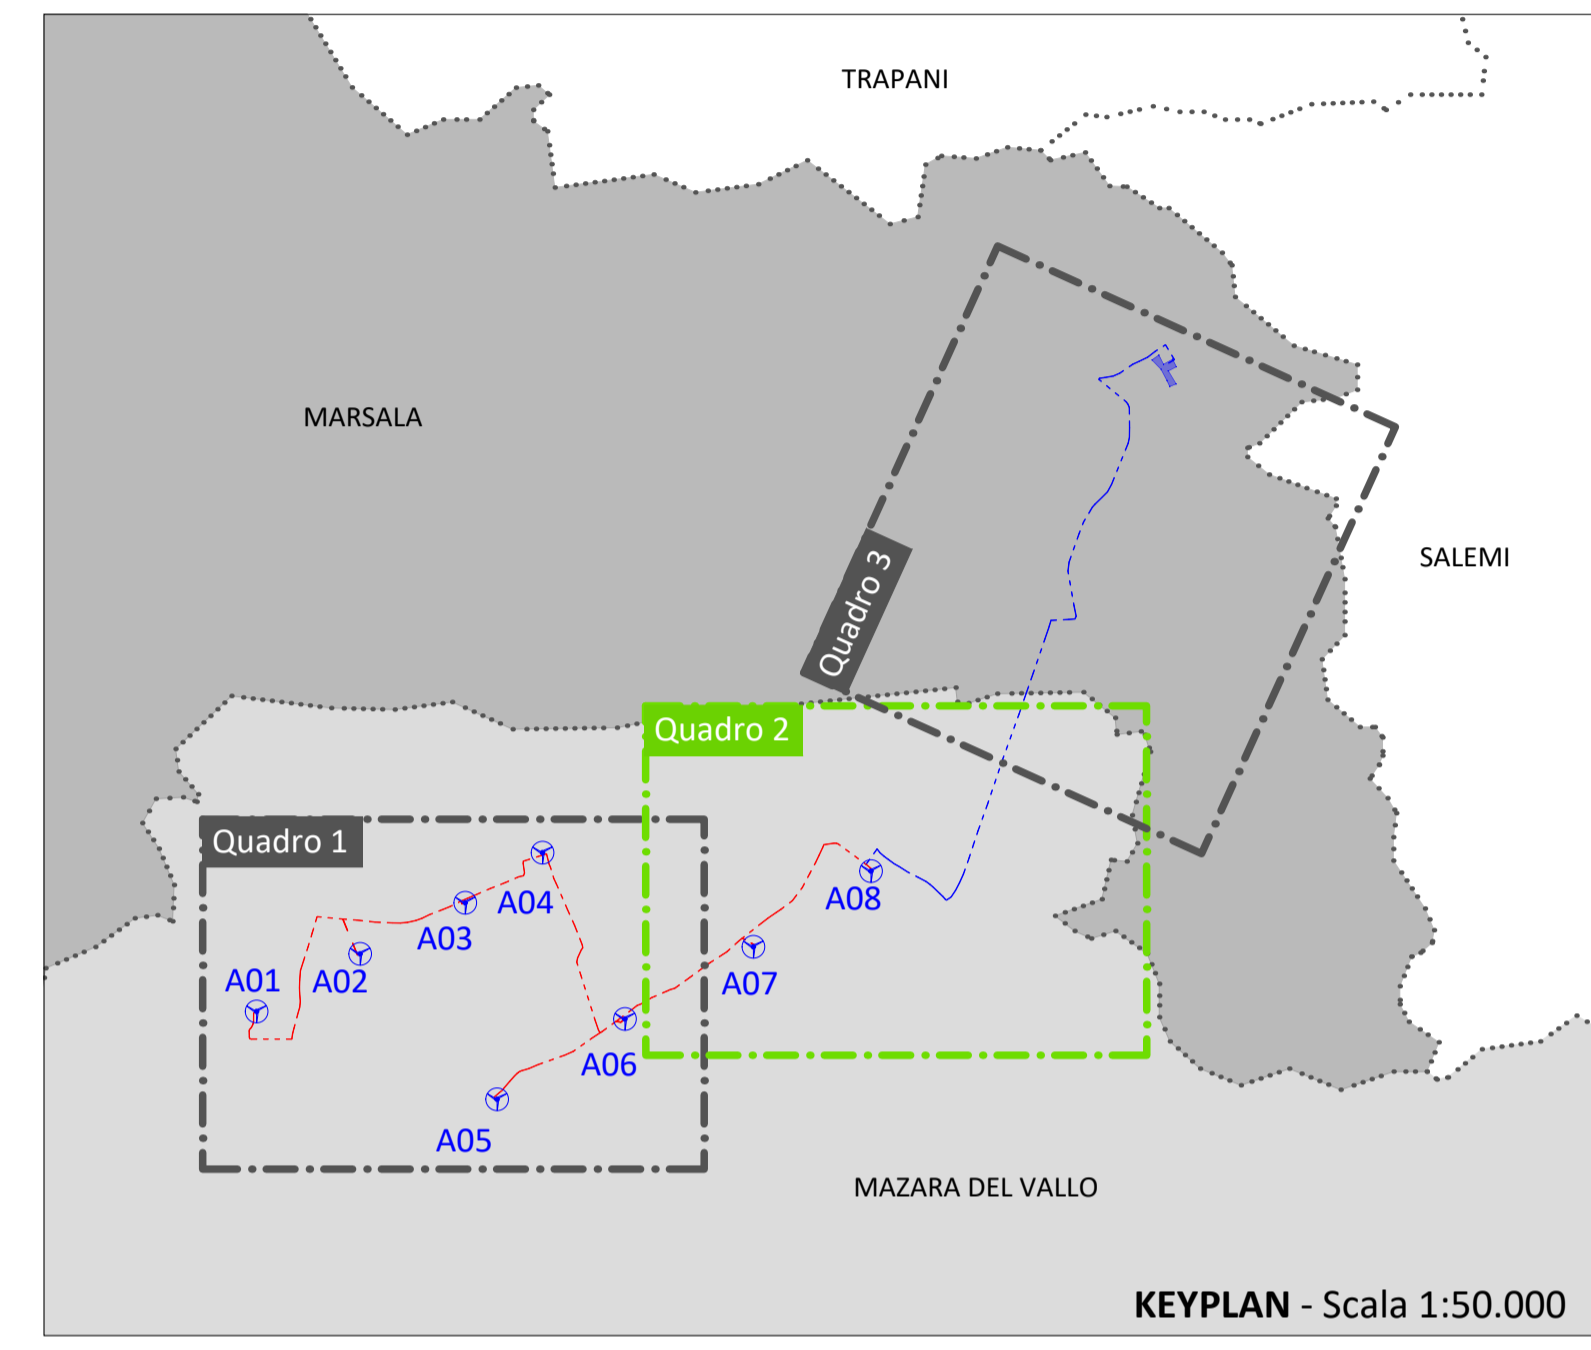 TRAPANI
MARSALA
SALEMI
Quadro 3
Quadro 2
Quadro 1
A04
A08
A03
A01
A02
A07
A06
A05
MAZARA DEL VALLO
KEYPLAN - Scala 1:50.000